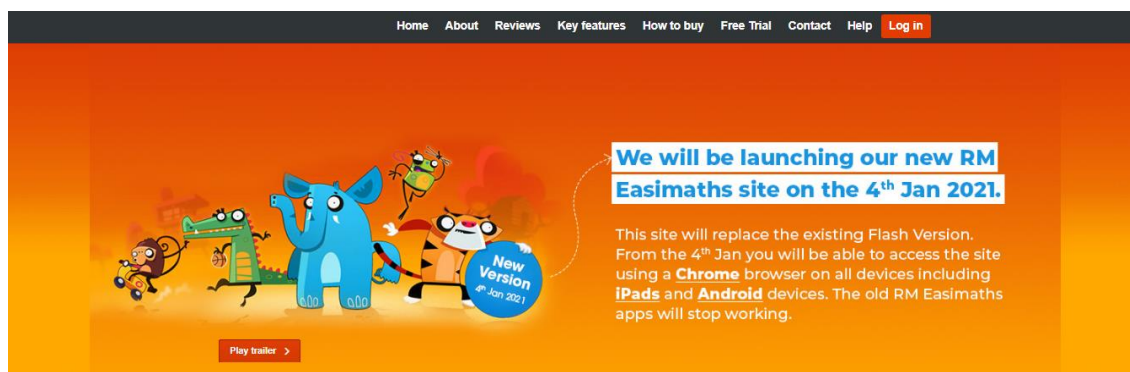 Home About Reviews Key features How to buy Free Trial Contact Help Log in
We will be launching our new RM
Easimaths site on the 4th Jan 2021.
This site will replace the existing Flash Version.
From the 4th Jan you will be able to access the site
using a Chrome browser on all devices including
iPads and Android devices. The old RM Easimaths
apps will stop working.
New
Version
4th Jan 2021
Play trailer